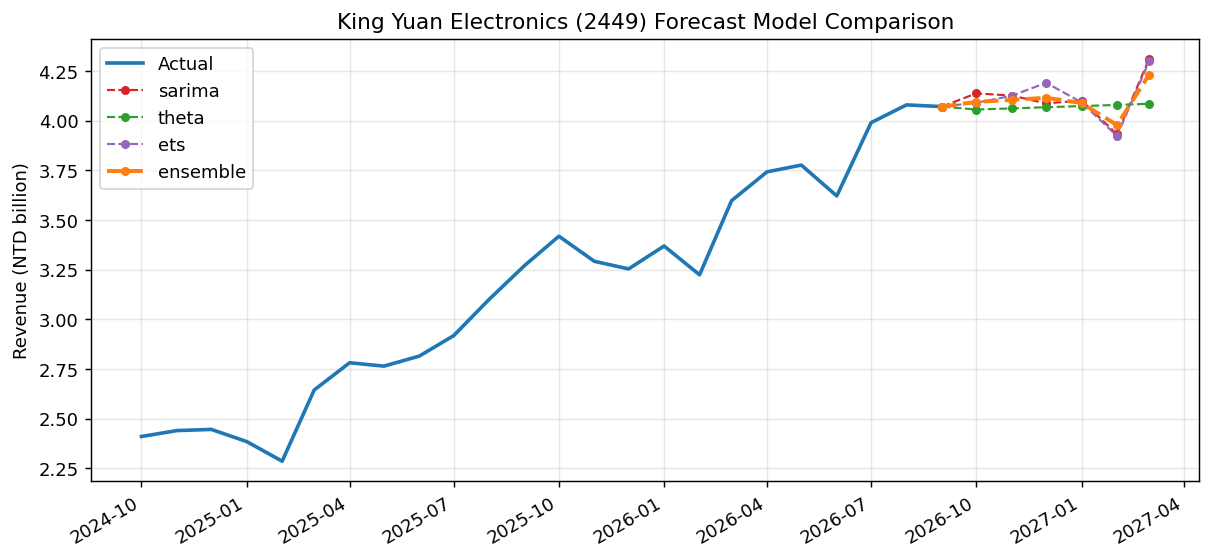 King Yuan Electronics (2449) Forecast Model Comparison
Actual
sarima
theta
ets
ensemble
Revenue (NTD billion)
4.25
4.00
3.75
3.50
3.25
3.00
2.75
2.50
2.25
2024-10
2025-01
2025-04
2025-07
2025-10
2026-01
2026-04
2026-07
2026-10
2027-01
2027-04